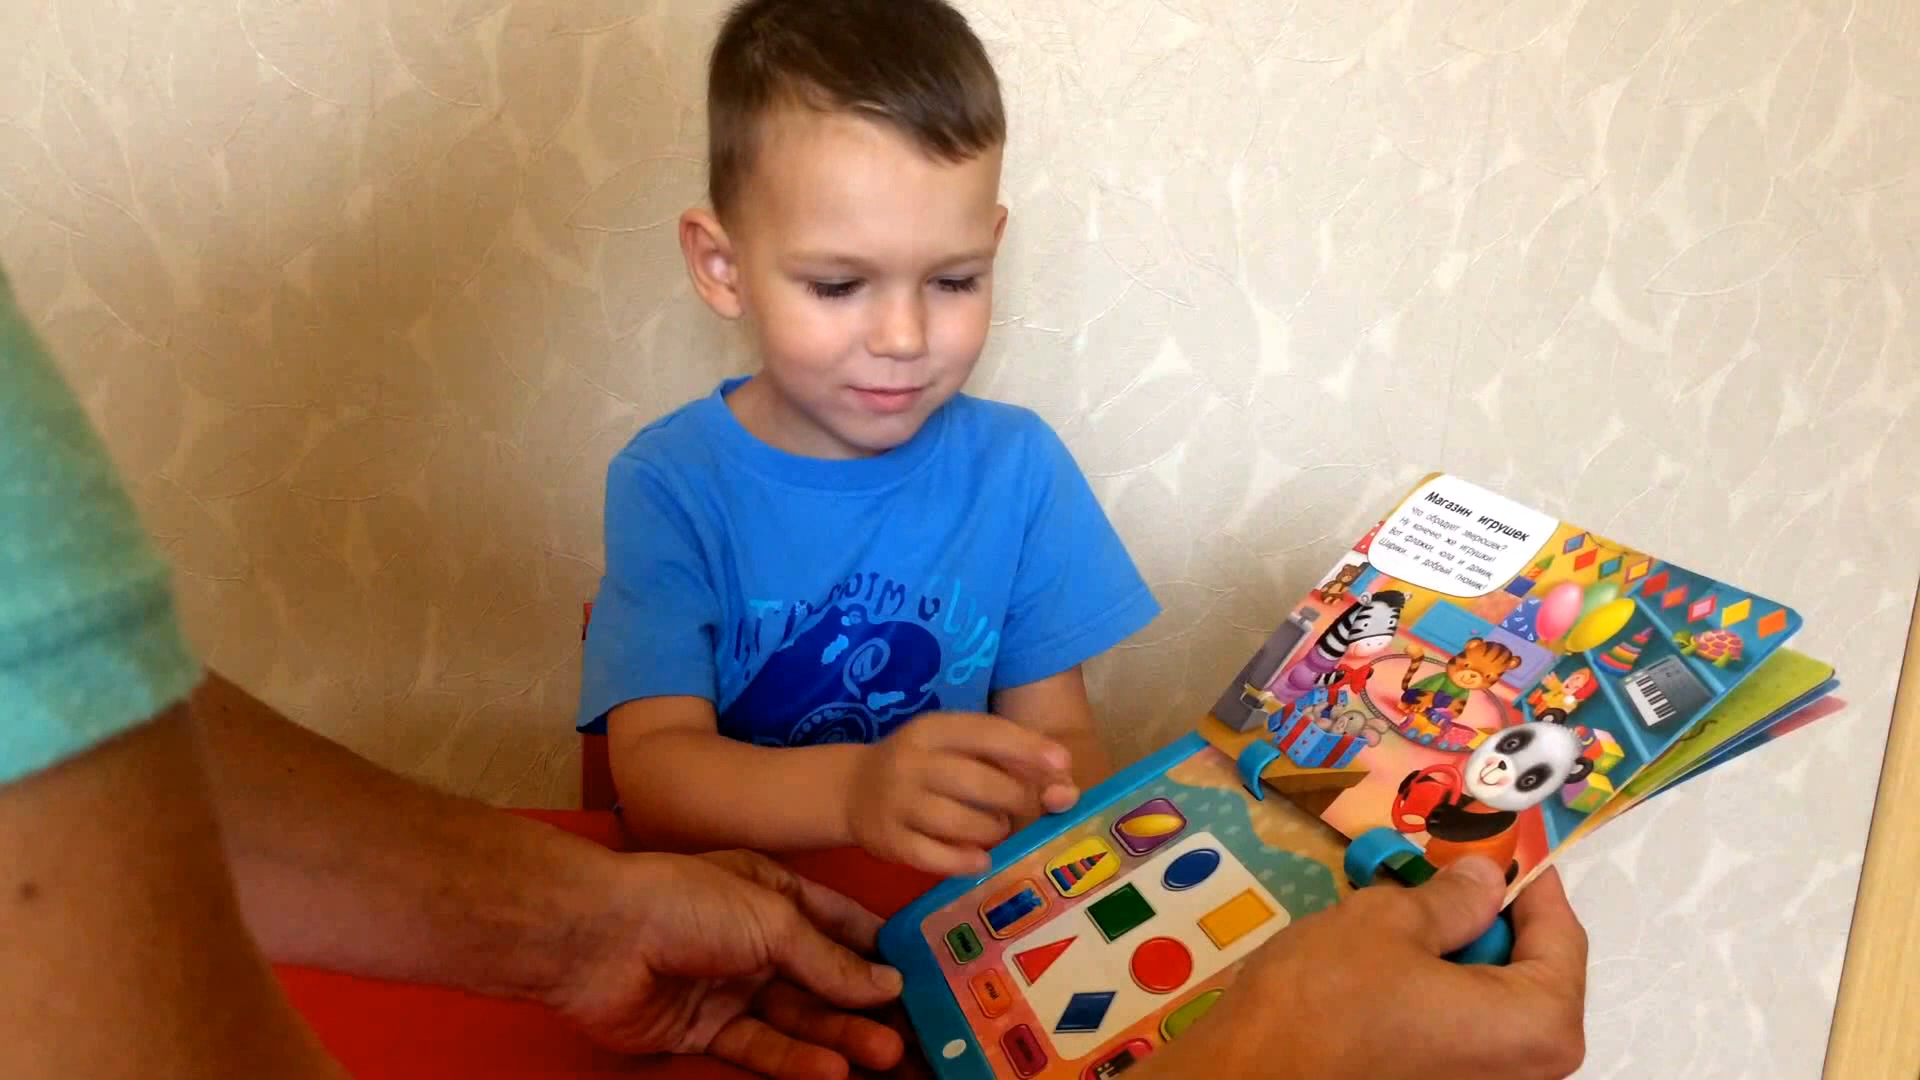 Магазин игрушек
Что обрадует зверюшек?
Ну конечно же игрушки!
Вот флажки, юла и домик,
Шарики, и добрый гномик!